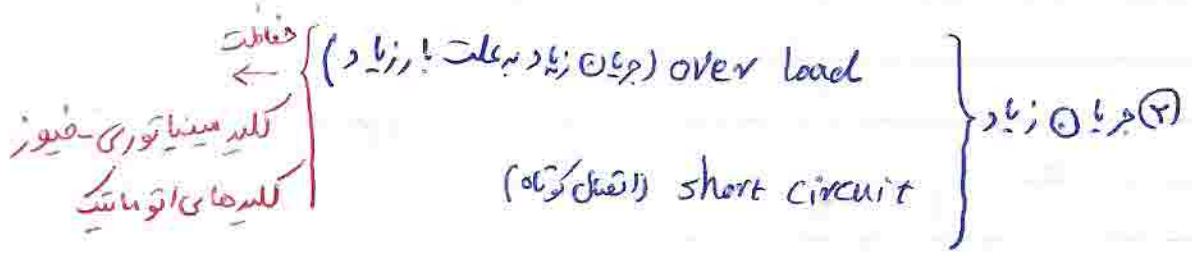 ② جریان زیاد
over load (جریان زیاد به علت بار زیاد)
short circuit (اتصال کوتاه)
حفاظت ←
کلید مینیاتوری - فیوز
کلیدهای اتوماتیک